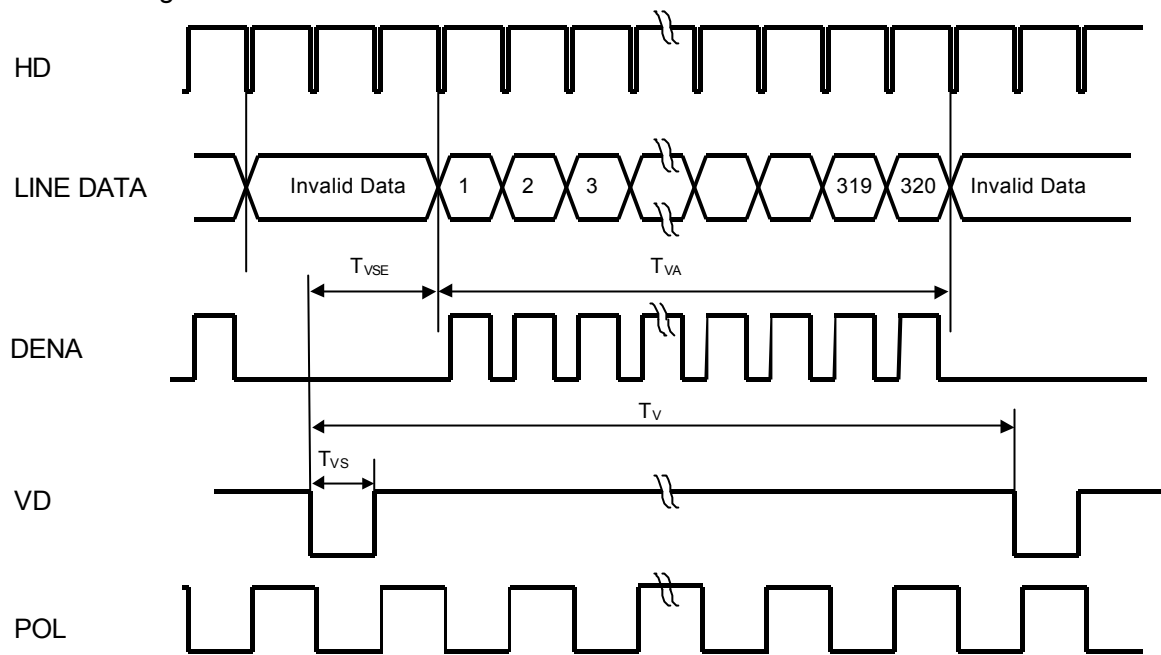 HD
LINE DATA
Invalid Data 1 2 3 319 320 Invalid Data
TVSE TVA
DENA
TV
TVS
VD
POL